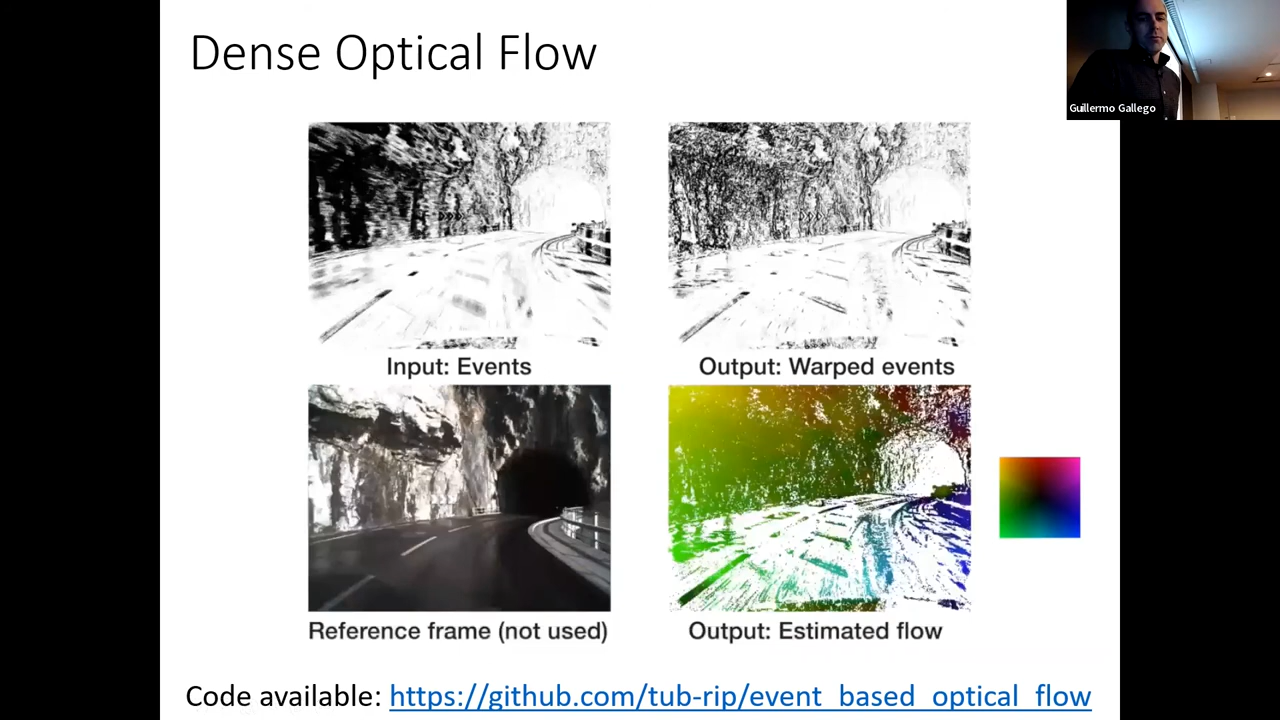 Dense Optical Flow
Guillermo Gallego
Input: Events
Output: Warped events
Reference frame (not used)
Output: Estimated flow
Code available: https://github.com/tub-rip/event_based_optical_flow